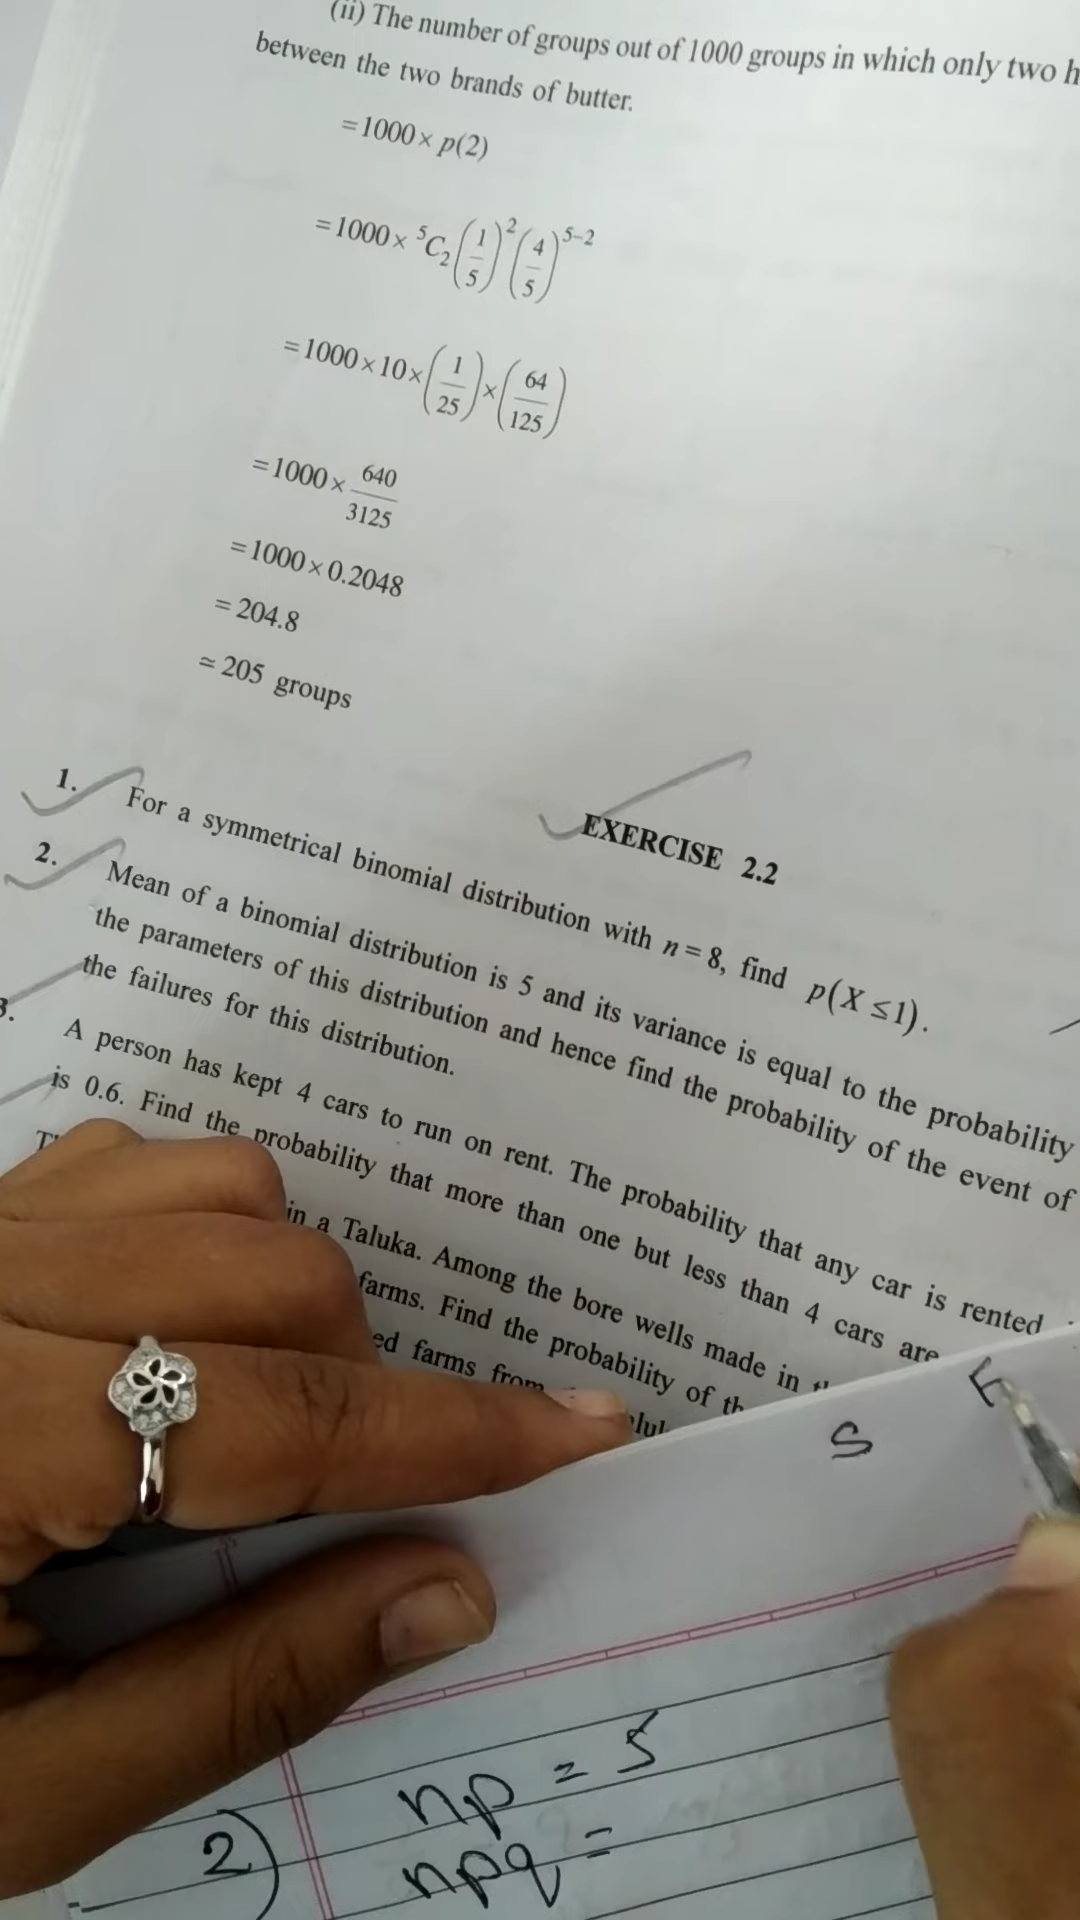 (ii) The number of groups out of 1000 groups in which only two
between the two brands of butter.
= 1000 × p(2)
= 1000 × ⁵C₂ (1/5)² (4/5)⁵⁻²
= 1000 × 10 × (1/25) × (64/125)
= 1000 × 640/3125
= 1000 × 0.2048
= 204.8
≈ 205 groups
EXERCISE 2.2
1. For a symmetrical binomial distribution with n = 8, find p(X ≤ 1).
2. Mean of a binomial distribution is 5 and its variance is equal to the probability
the parameters of this distribution and hence find the probability of the event of
the failures for this distribution.
3. A person has kept 4 cars to run on rent. The probability that any car is rented
is 0.6. Find the probability that more than one but less than 4 cars are
in a Taluka. Among the bore wells made in
farms. Find the probability of
farms from
S F
2) np = 5
npq =